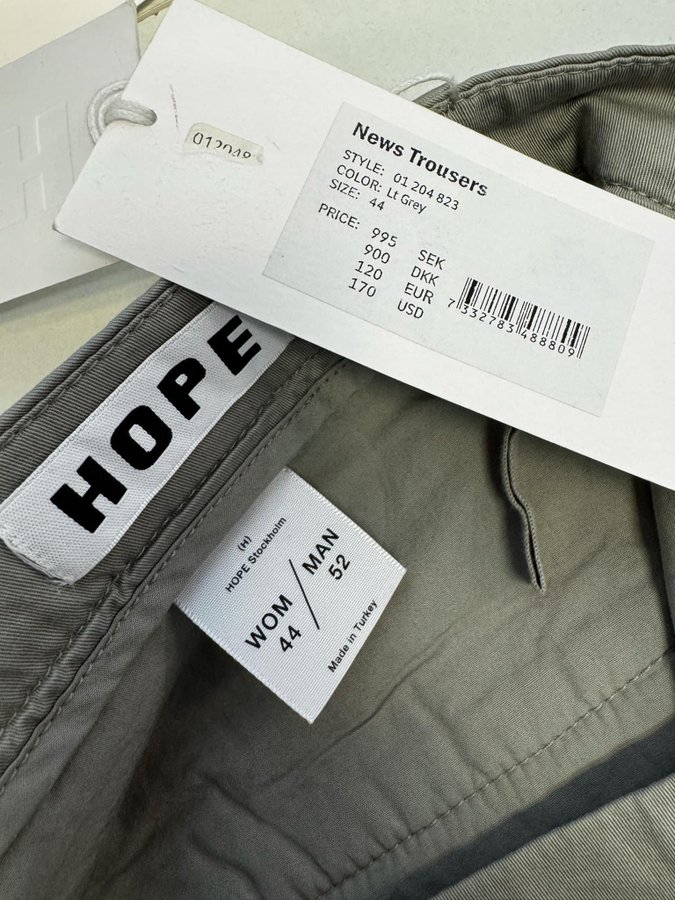 News Trousers
STYLE: 01 204 823
COLOR: Lt Grey
SIZE: 44
PRICE: 995 SEK
900 DKK
120 EUR
170 USD
7 332783 488809
HOPE
(H)
HOPE Stockholm
WOM / MAN
44 / 52
Made in Turkey